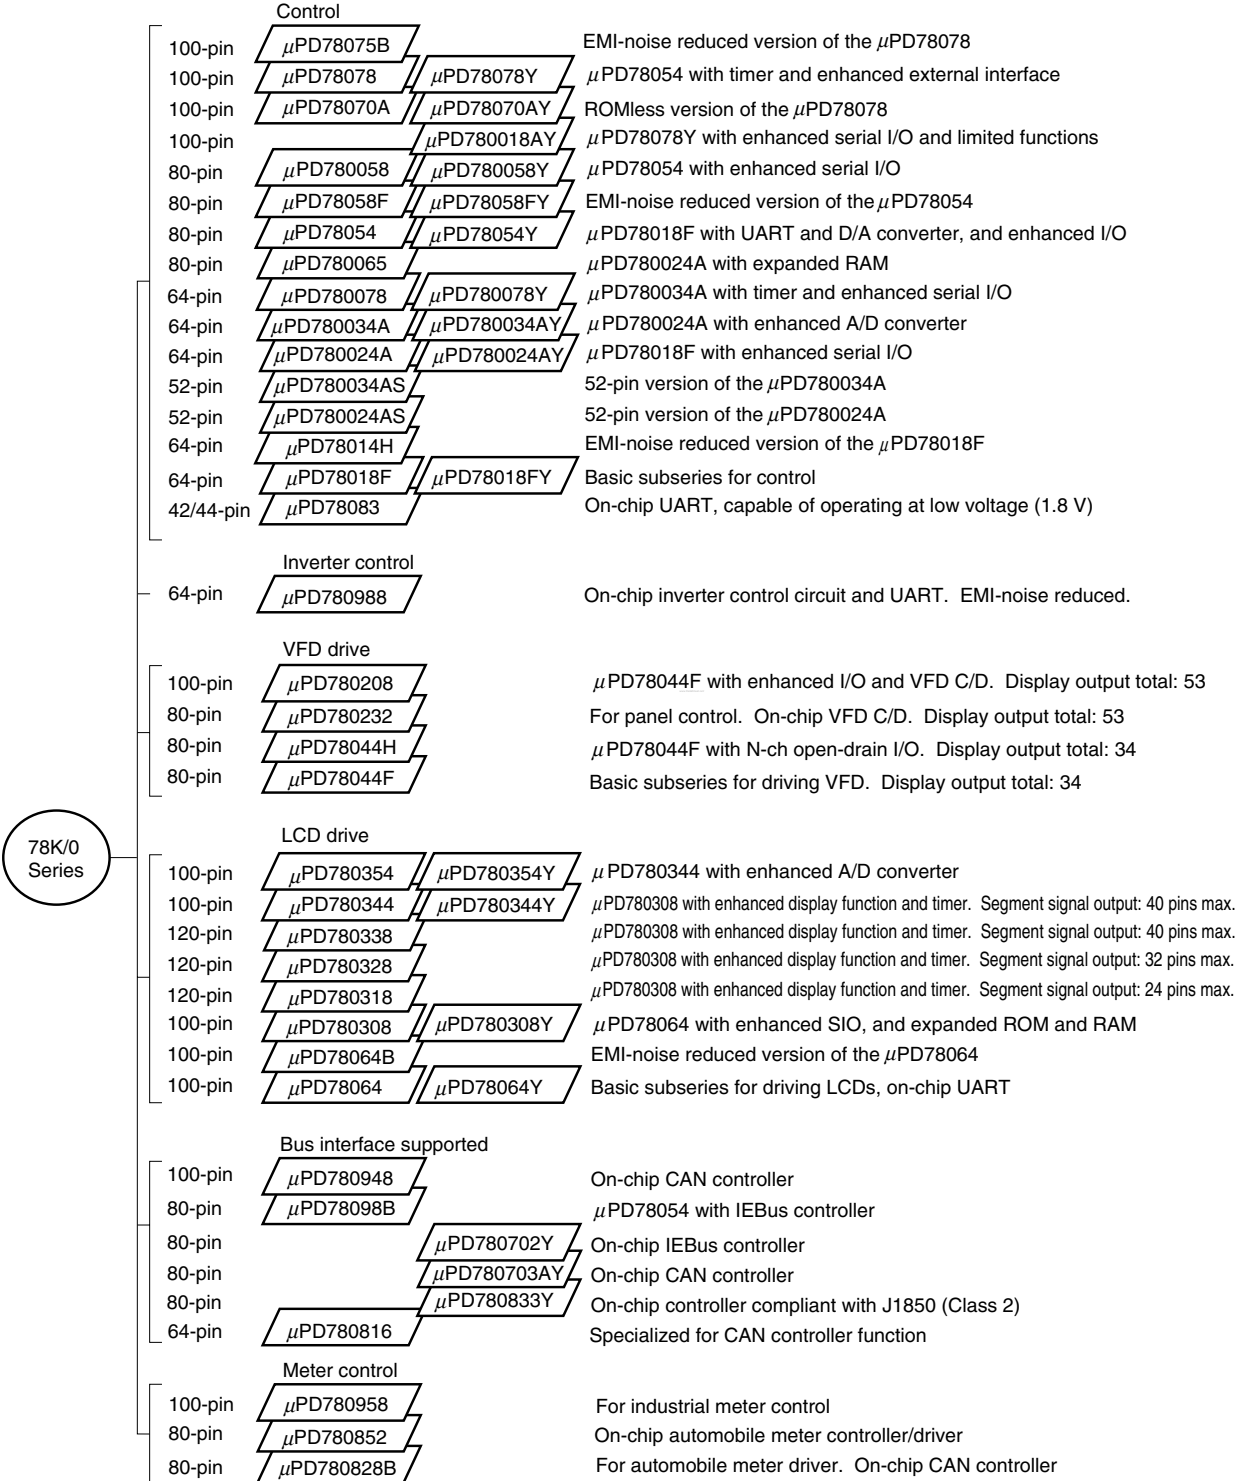 Control
100-pin μPD78075B EMI-noise reduced version of the μPD78078
100-pin μPD78078 μPD78078Y μPD78054 with timer and enhanced external interface
100-pin μPD78070A μPD78070AY ROMless version of the μPD78078
100-pin μPD780018AY μPD78078Y with enhanced serial I/O and limited functions
80-pin μPD780058 μPD780058Y μPD78054 with enhanced serial I/O
80-pin μPD78058F μPD78058FY EMI-noise reduced version of the μPD78054
80-pin μPD78054 μPD78054Y μPD78018F with UART and D/A converter, and enhanced I/O
80-pin μPD780065 μPD780024A with expanded RAM
64-pin μPD780078 μPD780078Y μPD780034A with timer and enhanced serial I/O
64-pin μPD780034A μPD780034AY μPD780024A with enhanced A/D converter
64-pin μPD780024A μPD780024AY μPD78018F with enhanced serial I/O
52-pin μPD780034AS 52-pin version of the μPD780034A
52-pin μPD780024AS 52-pin version of the μPD780024A
64-pin μPD78014H EMI-noise reduced version of the μPD78018F
64-pin μPD78018F μPD78018FY Basic subseries for control
42/44-pin μPD78083 On-chip UART, capable of operating at low voltage (1.8 V)
Inverter control
64-pin μPD780988 On-chip inverter control circuit and UART. EMI-noise reduced.
VFD drive
100-pin μPD780208 μPD78044F with enhanced I/O and VFD C/D. Display output total: 53
80-pin μPD780232 For panel control. On-chip VFD C/D. Display output total: 53
80-pin μPD78044H μPD78044F with N-ch open-drain I/O. Display output total: 34
80-pin μPD78044F Basic subseries for driving VFD. Display output total: 34
78K/0
Series
LCD drive
100-pin μPD780354 μPD780354Y μPD780344 with enhanced A/D converter
100-pin μPD780344 μPD780344Y μPD780308 with enhanced display function and timer. Segment signal output: 40 pins max.
120-pin μPD780338 μPD780308 with enhanced display function and timer. Segment signal output: 40 pins max.
120-pin μPD780328 μPD780308 with enhanced display function and timer. Segment signal output: 32 pins max.
120-pin μPD780318 μPD780308 with enhanced display function and timer. Segment signal output: 24 pins max.
100-pin μPD780308 μPD780308Y μPD78064 with enhanced SIO, and expanded ROM and RAM
100-pin μPD78064B EMI-noise reduced version of the μPD78064
100-pin μPD78064 μPD78064Y Basic subseries for driving LCDs, on-chip UART
Bus interface supported
100-pin μPD780948 On-chip CAN controller
80-pin μPD78098B μPD78054 with IEBus controller
80-pin μPD780702Y On-chip IEBus controller
80-pin μPD780703AY On-chip CAN controller
80-pin μPD780833Y On-chip controller compliant with J1850 (Class 2)
64-pin μPD780816 Specialized for CAN controller function
Meter control
100-pin μPD780958 For industrial meter control
80-pin μPD780852 On-chip automobile meter controller/driver
80-pin μPD780828B For automobile meter driver. On-chip CAN controller